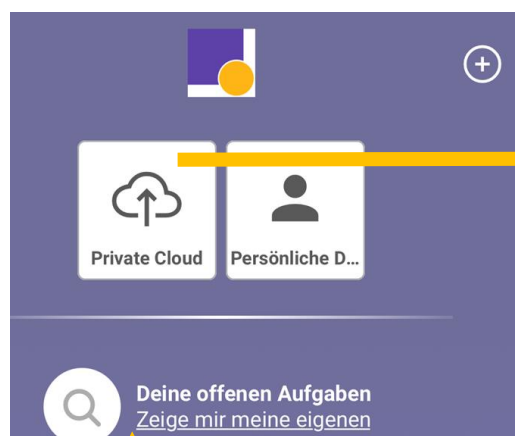 Private Cloud
Persönliche D...
Deine offenen Aufgaben
Zeige mir meine eigenen